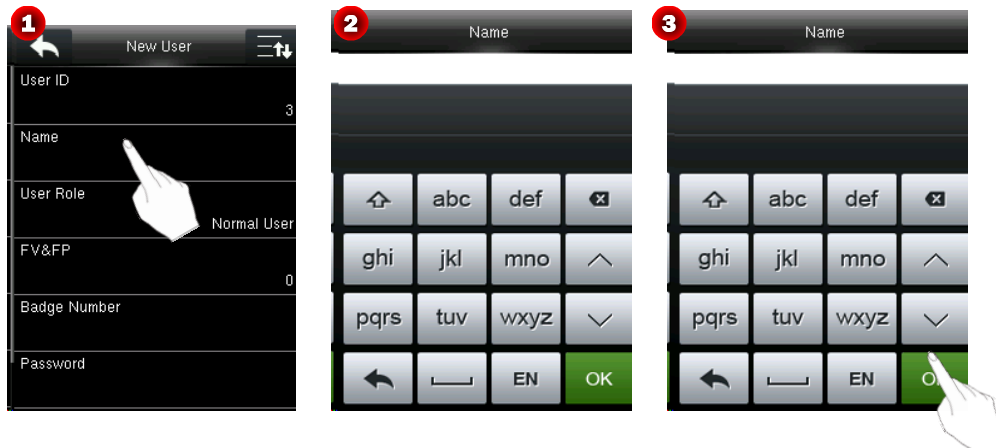 1
New User
User ID
3
Name
User Role
Normal User
FV&FP
0
Badge Number
Password
2
Name
abc def
ghi jkl mno
pqrs tuv wxyz
EN OK
3
Name
abc def
ghi jkl mno
pqrs tuv wxyz
EN